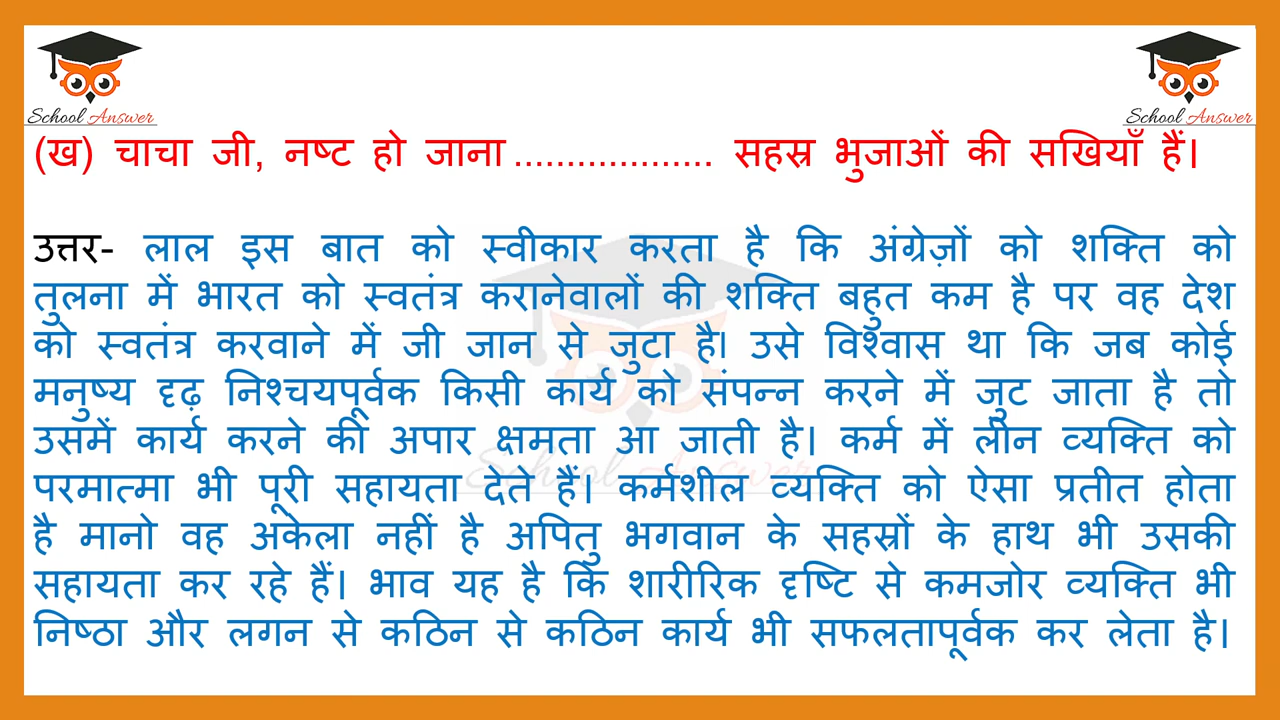 School Answer
School Answer
(ख) चाचा जी, नष्ट हो जाना ................... सहस्र भुजाओं की सखियाँ हैं।
उत्तर- लाल इस बात को स्वीकार करता है कि अंग्रेज़ों को शक्ति को
तुलना में भारत को स्वतंत्र करानेवालों की शक्ति बहुत कम है पर वह देश
को स्वतंत्र करवाने में जी जान से जुटा है। उसे विश्वास था कि जब कोई
मनुष्य दृढ़ निश्चयपूर्वक किसी कार्य को संपन्न करने में जुट जाता है तो
उसमें कार्य करने की अपार क्षमता आ जाती है। कर्म में लीन व्यक्ति को
परमात्मा भी पूरी सहायता देते हैं। कर्मशील व्यक्ति को ऐसा प्रतीत होता
है मानो वह अकेला नहीं है अपितु भगवान के सहस्रों के हाथ भी उसकी
सहायता कर रहे हैं। भाव यह है कि शारीरिक दृष्टि से कमजोर व्यक्ति भी
निष्ठा और लगन से कठिन से कठिन कार्य भी सफलतापूर्वक कर लेता है।
School Answer